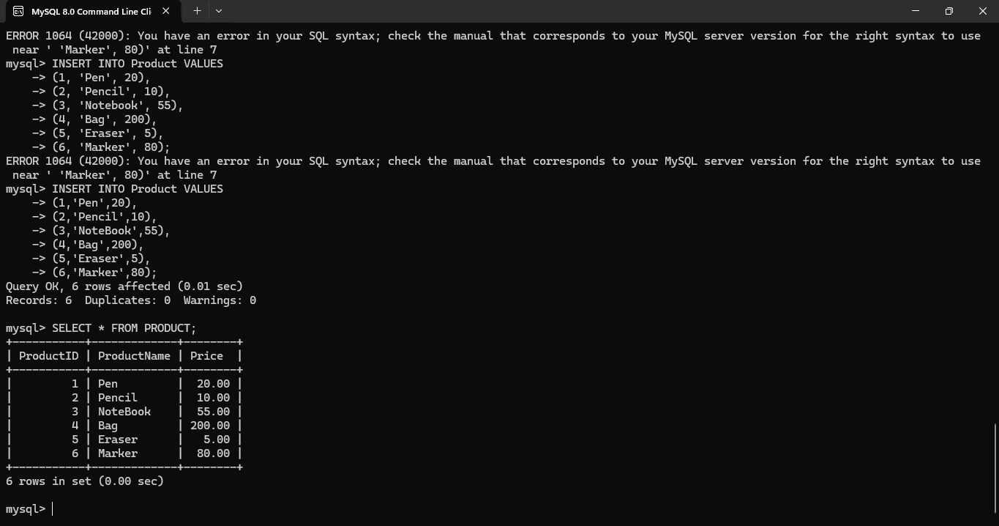 MySQL 8.0 Command Line Cli
ERROR 1064 (42000): You have an error in your SQL syntax; check the manual that corresponds to your MySQL server version for the right syntax to use
 near ' 'Marker', 80)' at line 7
mysql> INSERT INTO Product VALUES
    -> (1, 'Pen', 20),
    -> (2, 'Pencil', 10),
    -> (3, 'Notebook', 55),
    -> (4, 'Bag', 200),
    -> (5, 'Eraser', 5),
    -> (6, 'Marker', 80);
ERROR 1064 (42000): You have an error in your SQL syntax; check the manual that corresponds to your MySQL server version for the right syntax to use
 near ' 'Marker', 80)' at line 7
mysql> INSERT INTO Product VALUES
    -> (1,'Pen',20),
    -> (2,'Pencil',10),
    -> (3,'NoteBook',55),
    -> (4,'Bag',200),
    -> (5,'Eraser',5),
    -> (6,'Marker',80);
Query OK, 6 rows affected (0.01 sec)
Records: 6  Duplicates: 0  Warnings: 0
mysql> SELECT * FROM PRODUCT;
+-----------+-------------+--------+
| ProductID | ProductName | Price  |
+-----------+-------------+--------+
|         1 | Pen         |  20.00 |
|         2 | Pencil      |  10.00 |
|         3 | NoteBook    |  55.00 |
|         4 | Bag         | 200.00 |
|         5 | Eraser      |   5.00 |
|         6 | Marker      |  80.00 |
+-----------+-------------+--------+
6 rows in set (0.00 sec)
mysql>